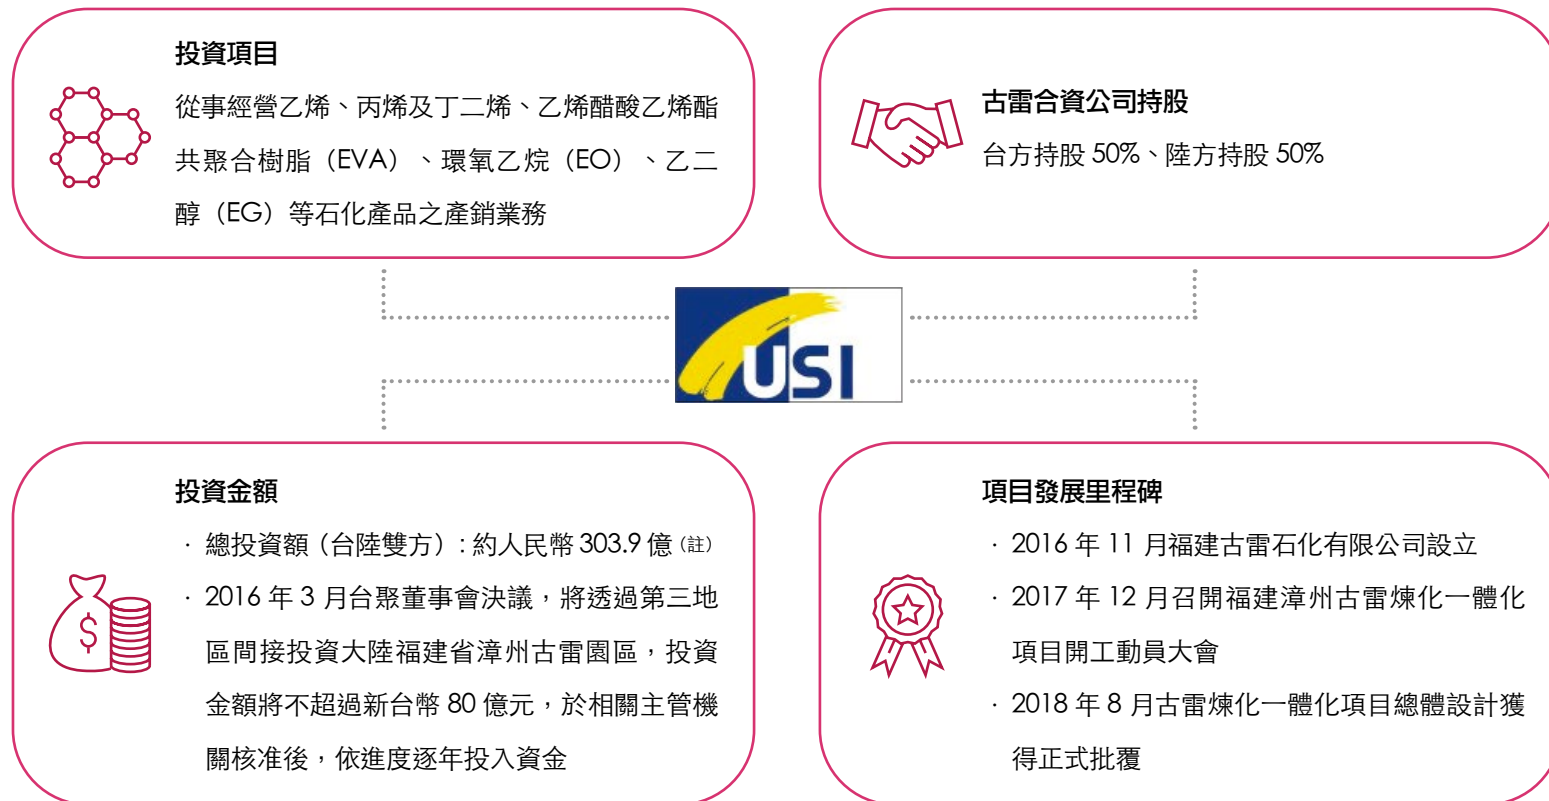 投資項目
從事經營乙烯、丙烯及丁二烯、乙烯醋酸乙烯酯
共聚合樹脂（EVA）、環氧乙烷（EO）、乙二
醇（EG）等石化產品之產銷業務
古雷合資公司持股
台方持股 50%、陸方持股 50%
USI
投資金額
· 總投資額（台陸雙方）：約人民幣 303.9 億（註）
· 2016 年 3 月台聚董事會決議，將透過第三地
區間接投資大陸福建省漳州古雷園區，投資
金額將不超過新台幣 80 億元，於相關主管機
關核准後，依進度逐年投入資金
$
項目發展里程碑
· 2016 年 11 月福建古雷石化有限公司設立
· 2017 年 12 月召開福建漳州古雷煉化一體化
項目開工動員大會
· 2018 年 8 月古雷煉化一體化項目總體設計獲
得正式批覆